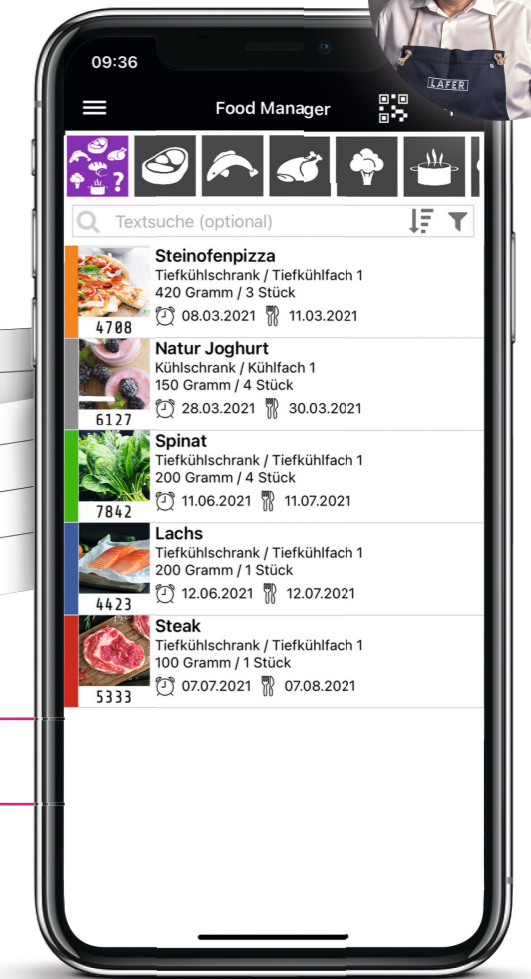 LAFER
09:36
Food Manager
?
Textsuche (optional)
Steinofenpizza
Tiefkühlschrank / Tiefkühlfach 1
420 Gramm / 3 Stück
08.03.2021 11.03.2021
4708
Natur Joghurt
Kühlschrank / Kühlfach 1
150 Gramm / 4 Stück
28.03.2021 30.03.2021
6127
Spinat
Tiefkühlschrank / Tiefkühlfach 1
200 Gramm / 4 Stück
11.06.2021 11.07.2021
7842
Lachs
Tiefkühlschrank / Tiefkühlfach 1
200 Gramm / 1 Stück
12.06.2021 12.07.2021
4423
Steak
Tiefkühlschrank / Tiefkühlfach 1
100 Gramm / 1 Stück
07.07.2021 07.08.2021
5333